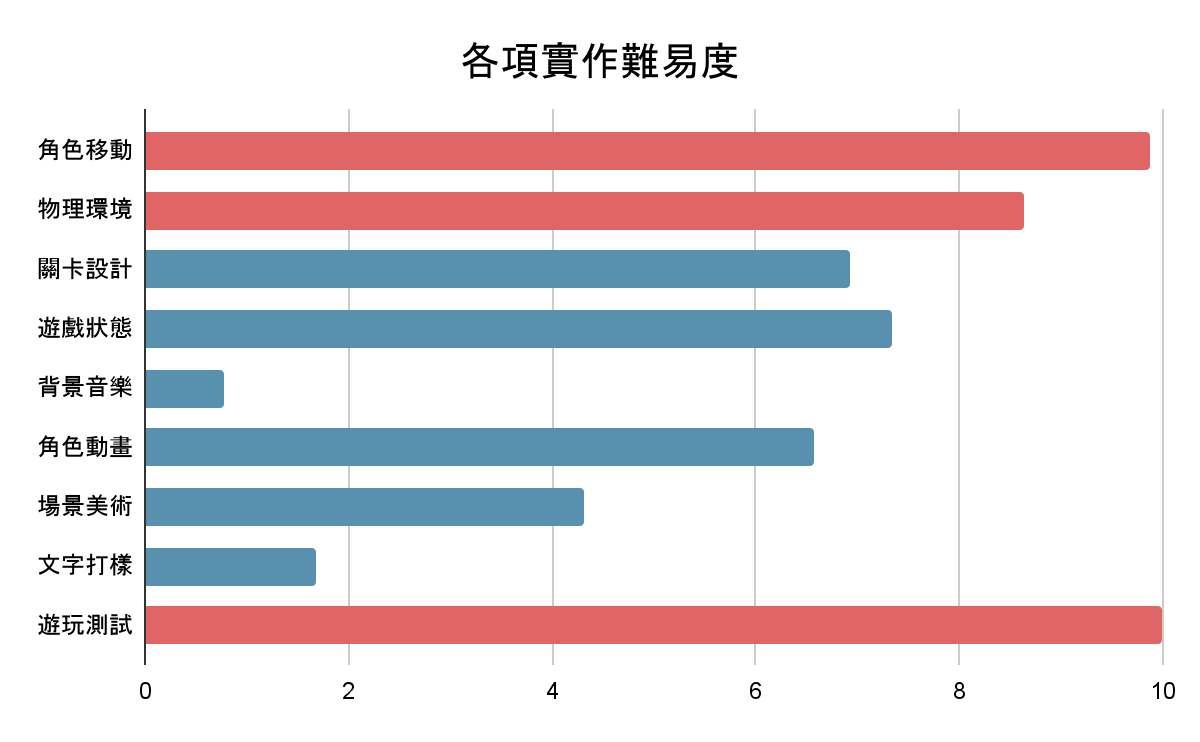 各項實作難易度
角色移動
物理環境
關卡設計
遊戲狀態
背景音樂
角色動畫
場景美術
文字打樣
遊玩測試
0 2 4 6 8 10